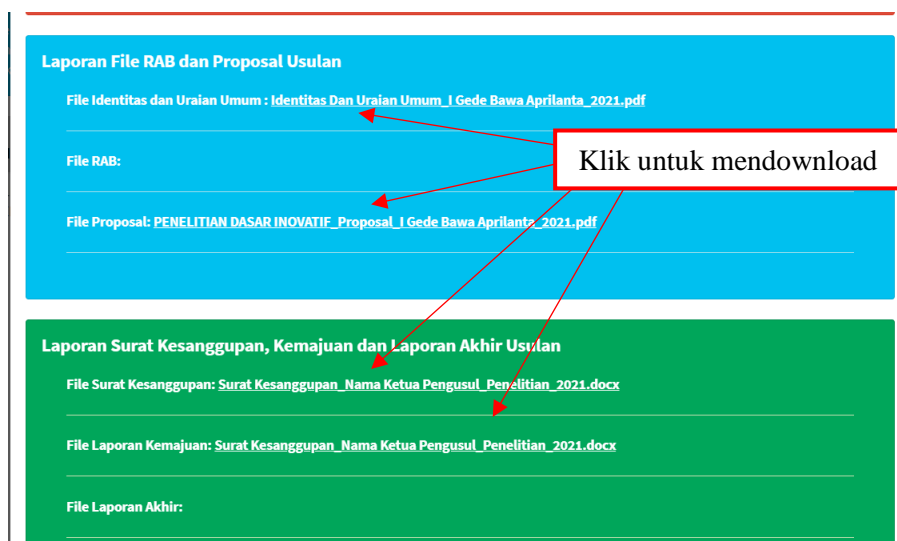 Laporan File RAB dan Proposal Usulan
File Identitas dan Uraian Umum : Identitas Dan Uraian Umum_I Gede Bawa Aprilanta_2021.pdf
Klik untuk mendownload
File RAB:
File Proposal: PENELITIAN DASAR INOVATIF_Proposal_I Gede Bawa Aprilanta_2021.pdf
Laporan Surat Kesanggupan, Kemajuan dan Laporan Akhir Usulan
File Surat Kesanggupan: Surat Kesanggupan_Nama Ketua Pengusul_Penelitian_2021.docx
File Laporan Kemajuan: Surat Kesanggupan_Nama Ketua Pengusul_Penelitian_2021.docx
File Laporan Akhir: